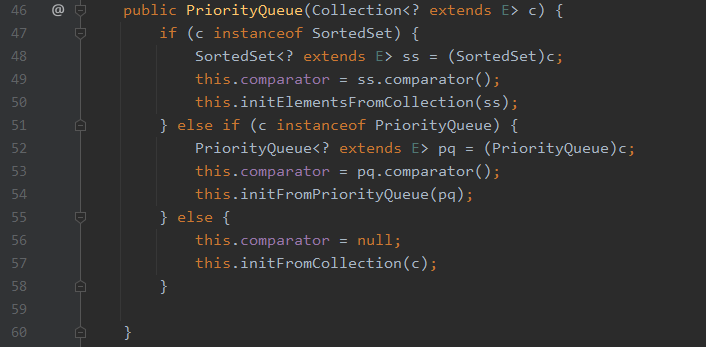 46 @ public PriorityQueue(Collection<? extends E> c) {
47 if (c instanceof SortedSet) {
48 SortedSet<? extends E> ss = (SortedSet)c;
49 this.comparator = ss.comparator();
50 this.initElementsFromCollection(ss);
51 } else if (c instanceof PriorityQueue) {
52 PriorityQueue<? extends E> pq = (PriorityQueue)c;
53 this.comparator = pq.comparator();
54 this.initFromPriorityQueue(pq);
55 } else {
56 this.comparator = null;
57 this.initFromCollection(c);
58 }
59
60 }